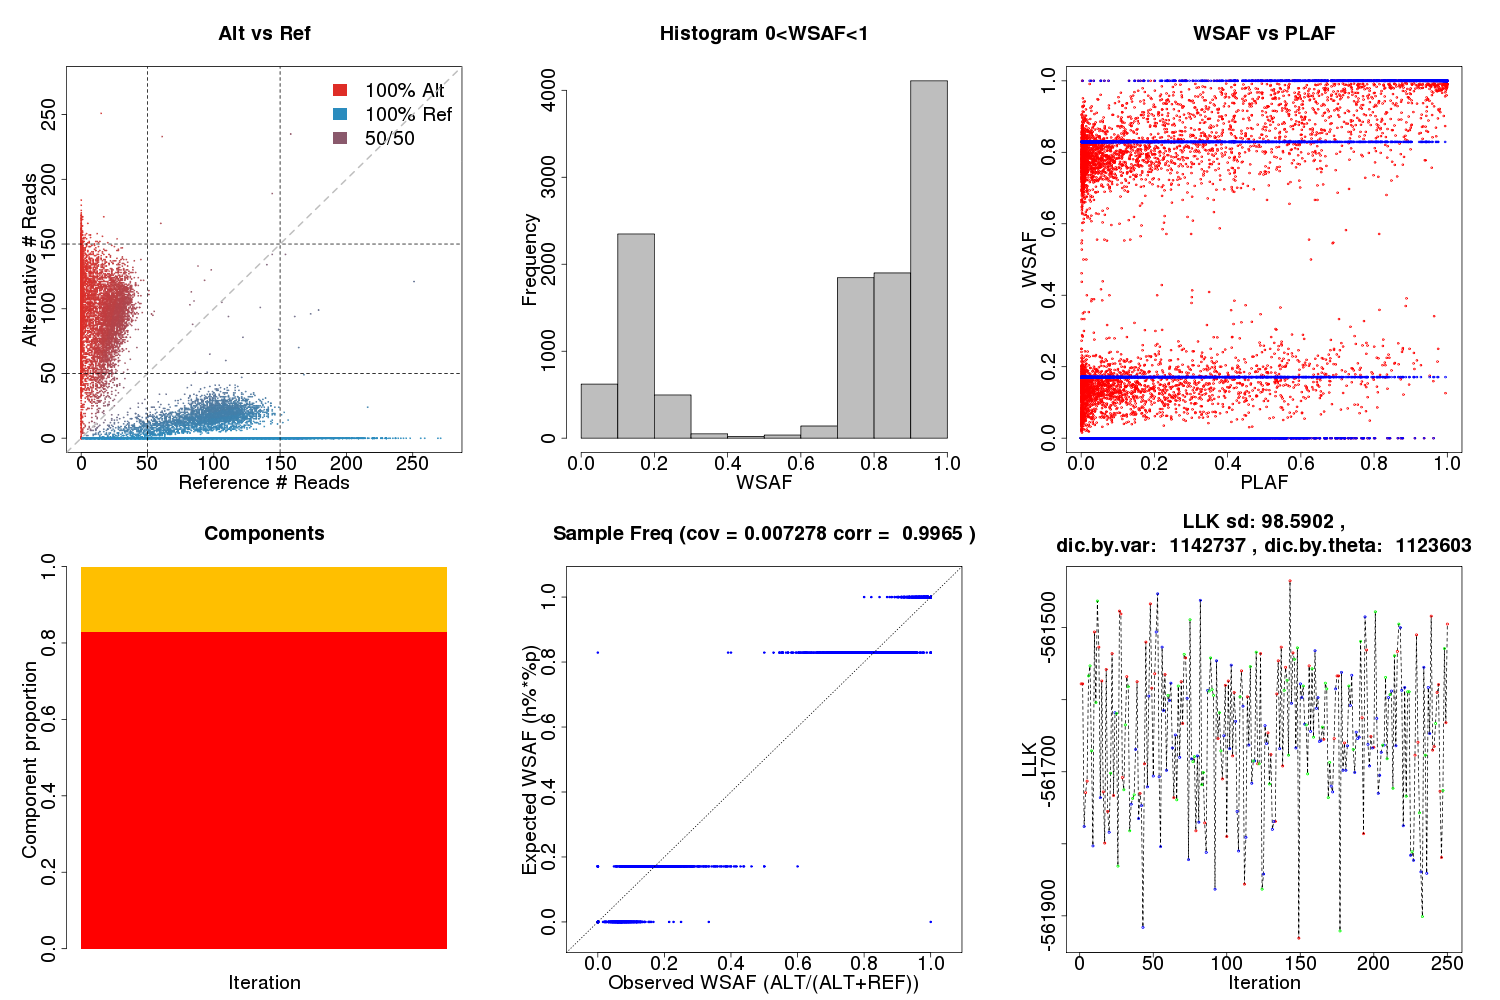 Alt vs Ref
100% Alt
100% Ref
50/50
Alternative # Reads
0 50 100 150 200 250
0 50 100 150 200 250
Reference # Reads
Histogram 0<WSAF<1
Frequency
0 1000 2000 3000 4000
0.0 0.2 0.4 0.6 0.8 1.0
WSAF
WSAF vs PLAF
WSAF
0.0 0.2 0.4 0.6 0.8 1.0
0.0 0.2 0.4 0.6 0.8 1.0
PLAF
Components
Component proportion
0.0 0.2 0.4 0.6 0.8 1.0
Iteration
Sample Freq (cov = 0.007278 corr = 0.9965 )
Expected WSAF (h%*%p)
0.0 0.2 0.4 0.6 0.8 1.0
0.0 0.2 0.4 0.6 0.8 1.0
Observed WSAF (ALT/(ALT+REF))
LLK sd: 98.5902 ,
dic.by.var: 1142737 , dic.by.theta: 1123603
LLK
-561900 -561700 -561500
0 50 100 150 200 250
Iteration